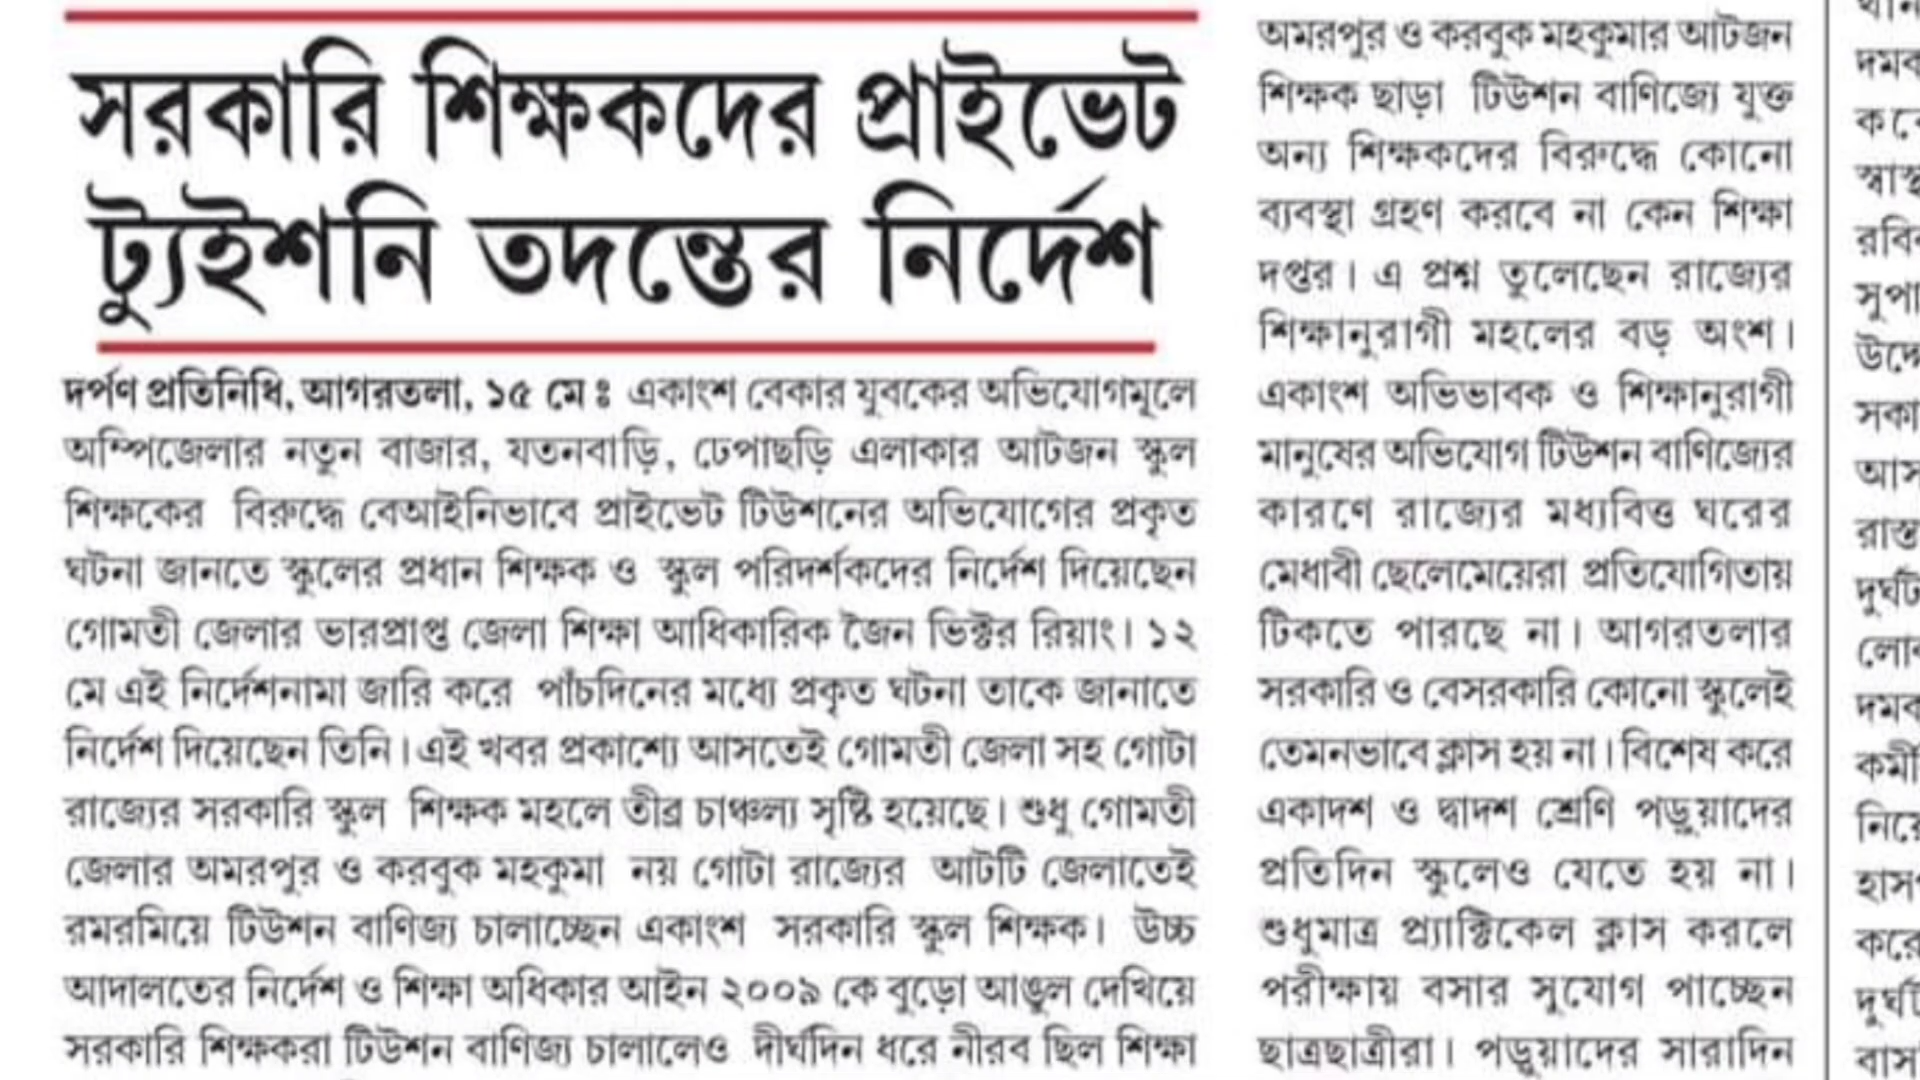 সরকারি শিক্ষকদের প্রাইভেট
ট্যুইশনি তদন্তের নির্দেশ
দর্পণ প্রতিনিধি, আগরতলা, ১৫ মে ঃ একাংশ বেকার যুবকের অভিযোগমূলে
অম্পিজেলার নতুন বাজার, যতনবাড়ি, ঢেপাছড়ি এলাকার আটজন স্কুল
শিক্ষকের বিরুদ্ধে বেআইনিভাবে প্রাইভেট টিউশনের অভিযোগের প্রকৃত
ঘটনা জানতে স্কুলের প্রধান শিক্ষক ও স্কুল পরিদর্শকদের নির্দেশ দিয়েছেন
গোমতী জেলার ভারপ্রাপ্ত জেলা শিক্ষা আধিকারিক জৈন ভিক্টর রিয়াং। ১২
মে এই নির্দেশনামা জারি করে পাঁচদিনের মধ্যে প্রকৃত ঘটনা তাকে জানাতে
নির্দেশ দিয়েছেন তিনি। এই খবর প্রকাশ্যে আসতেই গোমতী জেলা সহ গোটা
রাজ্যের সরকারি স্কুল শিক্ষক মহলে তীব্র চাঞ্চল্য সৃষ্টি হয়েছে। শুধু গোমতী
জেলার অমরপুর ও করবুক মহকুমা নয় গোটা রাজ্যের আটটি জেলাতেই
রমরমিয়ে টিউশন বাণিজ্য চালাচ্ছেন একাংশ সরকারি স্কুল শিক্ষক। উচ্চ
আদালতের নির্দেশ ও শিক্ষা অধিকার আইন ২০০৯ কে বুড়ো আঙুল দেখিয়ে
সরকারি শিক্ষকরা টিউশন বাণিজ্য চালালেও দীর্ঘদিন ধরে নীরব ছিল শিক্ষা
অমরপুর ও করবুক মহকুমার আটজন
শিক্ষক ছাড়া টিউশন বাণিজ্যে যুক্ত
অন্য শিক্ষকদের বিরুদ্ধে কোনো
ব্যবস্থা গ্রহণ করবে না কেন শিক্ষা
দপ্তর। এ প্রশ্ন তুলেছেন রাজ্যের
শিক্ষানুরাগী মহলের বড় অংশ।
একাংশ অভিভাবক ও শিক্ষানুরাগী
মানুষের অভিযোগ টিউশন বাণিজ্যের
কারণে রাজ্যের মধ্যবিত্ত ঘরের
মেধাবী ছেলেমেয়েরা প্রতিযোগিতায়
টিকতে পারছে না। আগরতলার
সরকারি ও বেসরকারি কোনো স্কুলেই
তেমনভাবে ক্লাস হয় না। বিশেষ করে
একাদশ ও দ্বাদশ শ্রেণি পড়ুয়াদের
প্রতিদিন স্কুলেও যেতে হয় না।
শুধুমাত্র প্র্যাক্টিকেল ক্লাস করলে
পরীক্ষায় বসার সুযোগ পাচ্ছেন
ছাত্রছাত্রীরা। পড়ুয়াদের সারাদিন